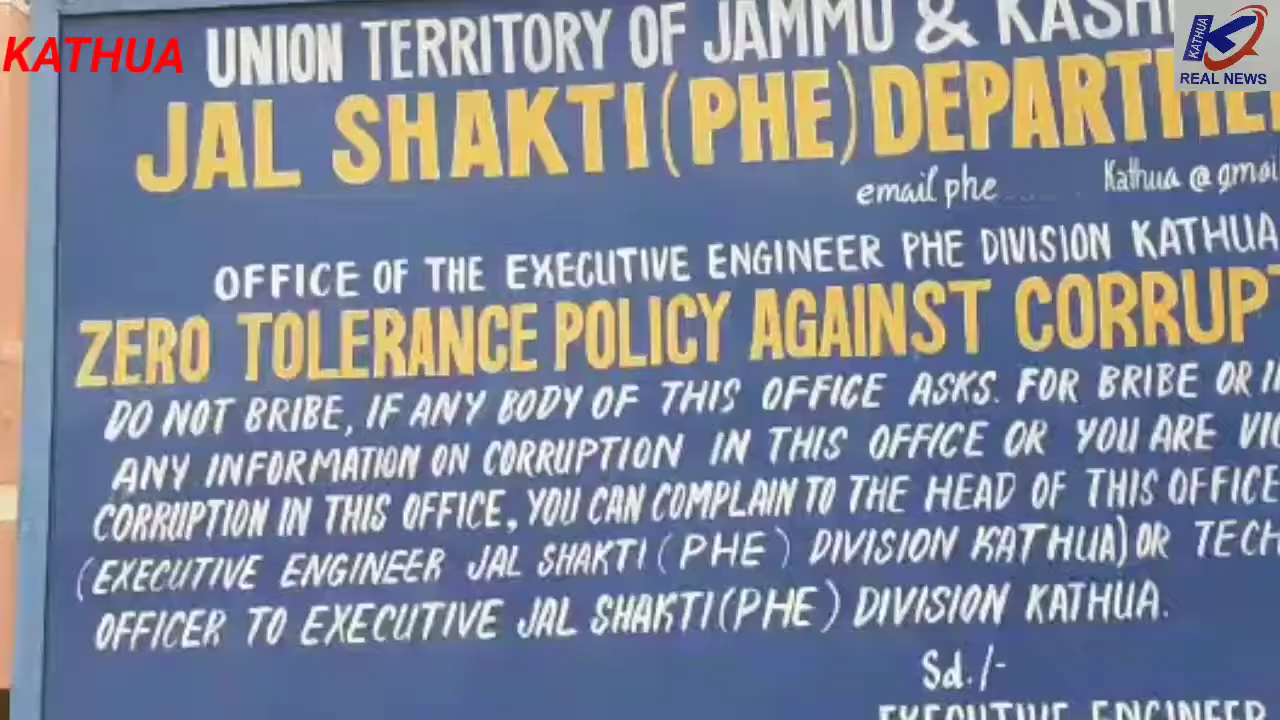 KATHUA
KATHUA
REAL NEWS
UNION TERRITORY OF JAMMU & KASH
JAL SHAKTI (PHE) DEPARTME
email phe Kathua @ gmai
OFFICE OF THE EXECUTIVE ENGINEER PHE DIVISION KATHUA
ZERO TOLERANCE POLICY AGAINST CORRUPT
DO NOT BRIBE, IF ANY BODY OF THIS OFFICE ASKS. FOR BRIBE OR
ANY INFORMATION ON CORRUPTION IN THIS OFFICE OR YOU ARE VIC
CORRUPTION IN THIS OFFICE, YOU CAN COMPLAIN TO THE HEAD OF THIS OFFICE
(EXECUTIVE ENGINEER JAL SHAKTI (PHE) DIVISION KATHUA) OR TECH
OFFICER TO EXECUTIVE JAL SHAKTI (PHE) DIVISION KATHUA.
Sd./-
EXECUTIVE ENGINEER